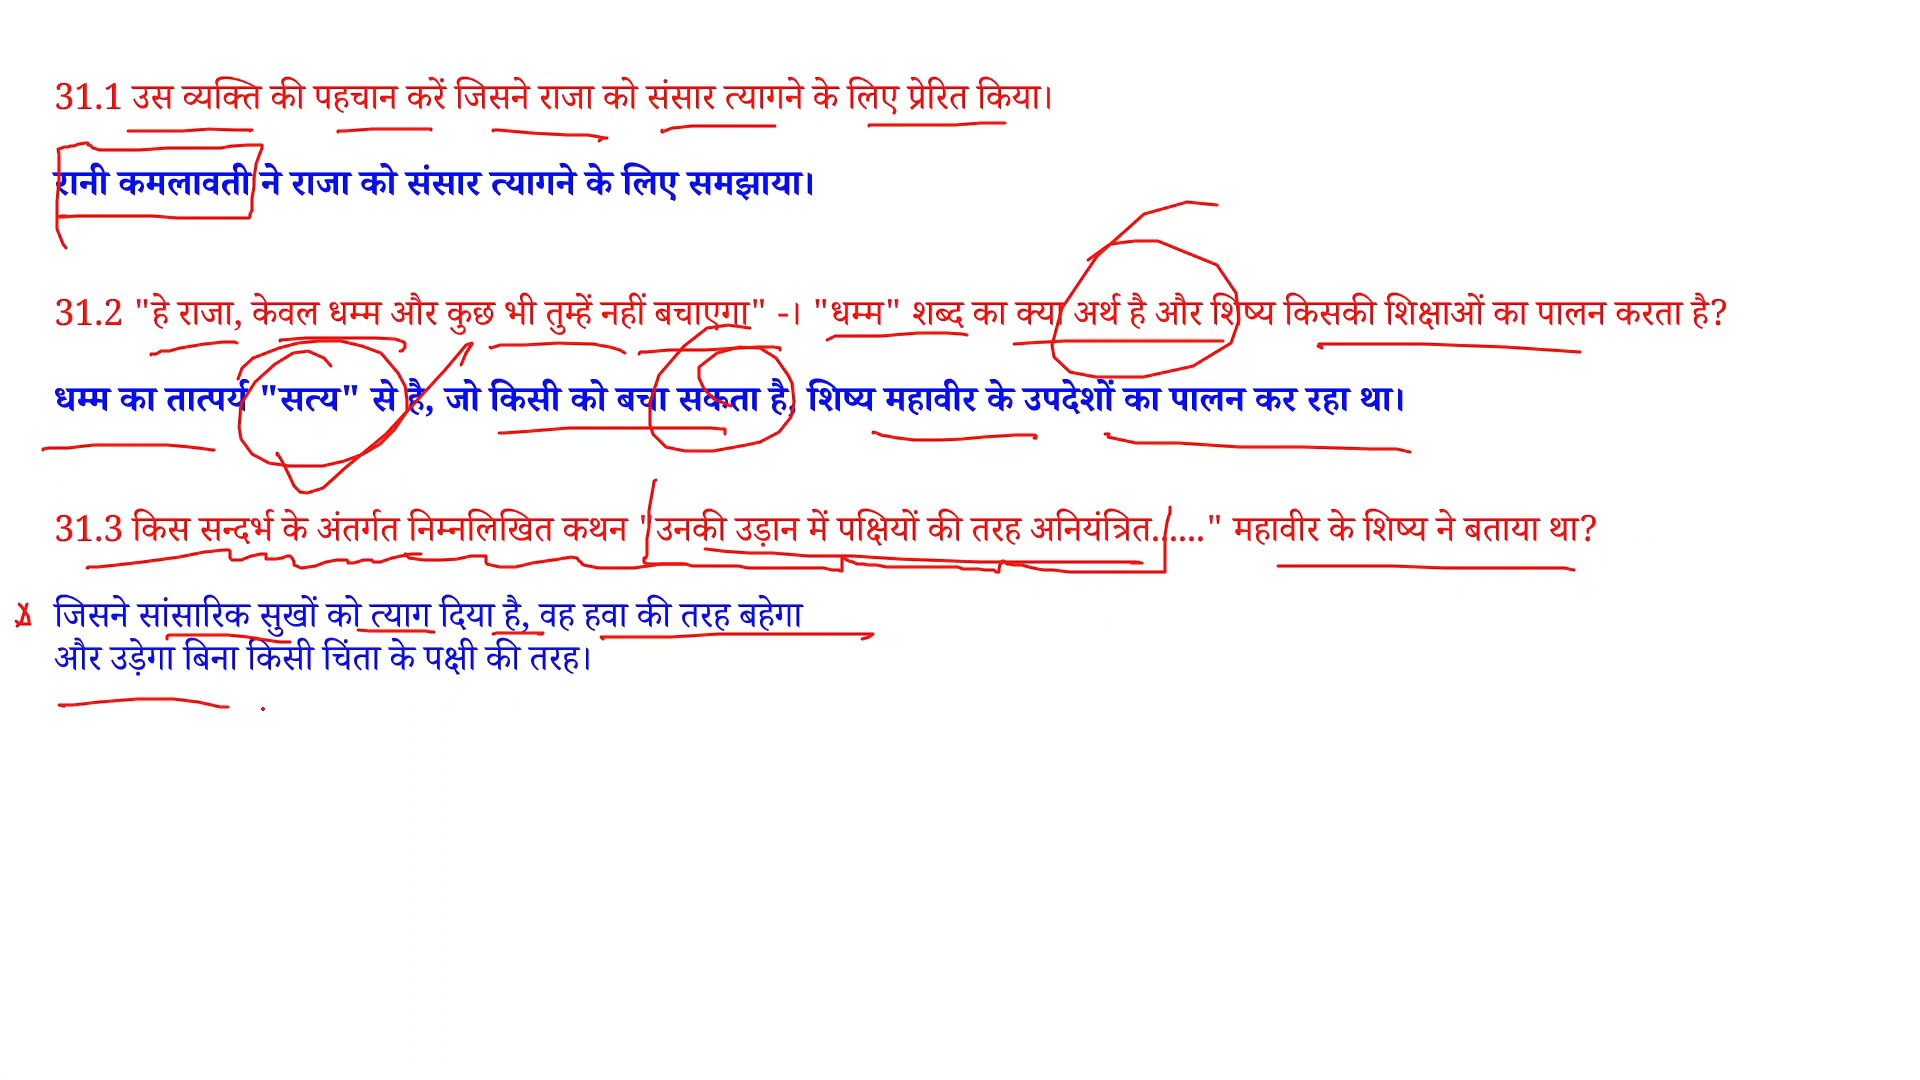 31.1 उस व्यक्ति की पहचान करें जिसने राजा को संसार त्यागने के लिए प्रेरित किया।
रानी कमलावती ने राजा को संसार त्यागने के लिए समझाया।
31.2 "हे राजा, केवल धम्म और कुछ भी तुम्हें नहीं बचाएगा" -। "धम्म" शब्द का क्या अर्थ है और शिष्य किसकी शिक्षाओं का पालन करता है?
धम्म का तात्पर्य "सत्य" से है, जो किसी को बचा सकता है, शिष्य महावीर के उपदेशों का पालन कर रहा था।
31.3 किस सन्दर्भ के अंतर्गत निम्नलिखित कथन "उनकी उड़ान में पक्षियों की तरह अनियंत्रित......" महावीर के शिष्य ने बताया था?
जिसने सांसारिक सुखों को त्याग दिया है, वह हवा की तरह बहेगा
और उड़ेगा बिना किसी चिंता के पक्षी की तरह।